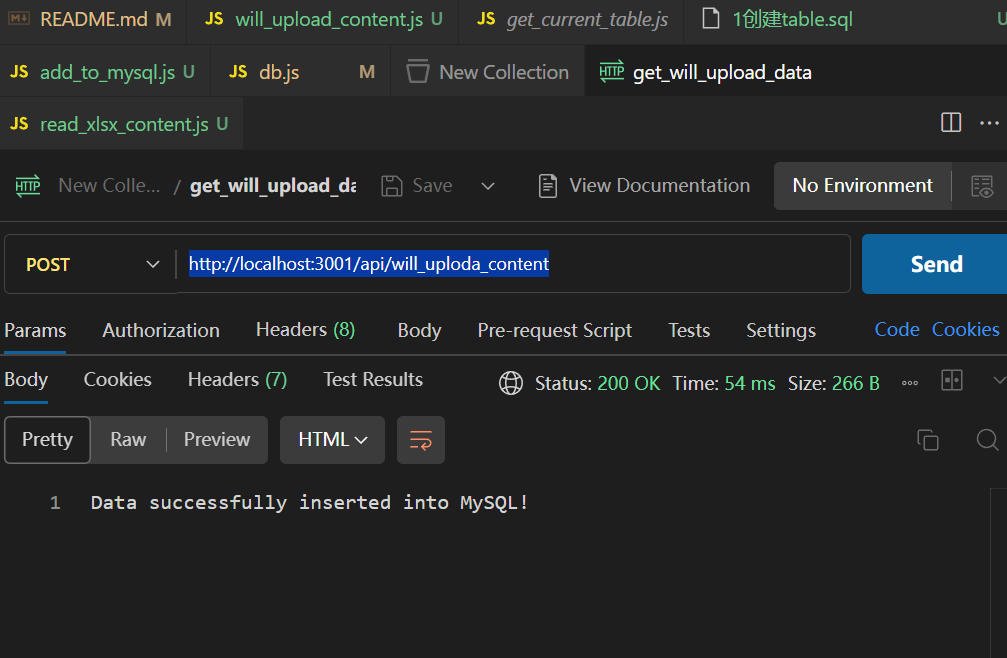 README.md M JS will_upload_content.js U JS get_current_table.js 1创建table.sql U
JS add_to_mysql.js U JS db.js M New Collection HTTP get_will_upload_data
JS read_xlsx_content.js U ...
HTTP New Colle... / get_will_upload_da Save View Documentation No Environment
POST http://localhost:3001/api/will_uploda_content Send
Params Authorization Headers (8) Body Pre-request Script Tests Settings Code Cookies
Body Cookies Headers (7) Test Results Status: 200 OK Time: 54 ms Size: 266 B
Pretty Raw Preview HTML
1 Data successfully inserted into MySQL!